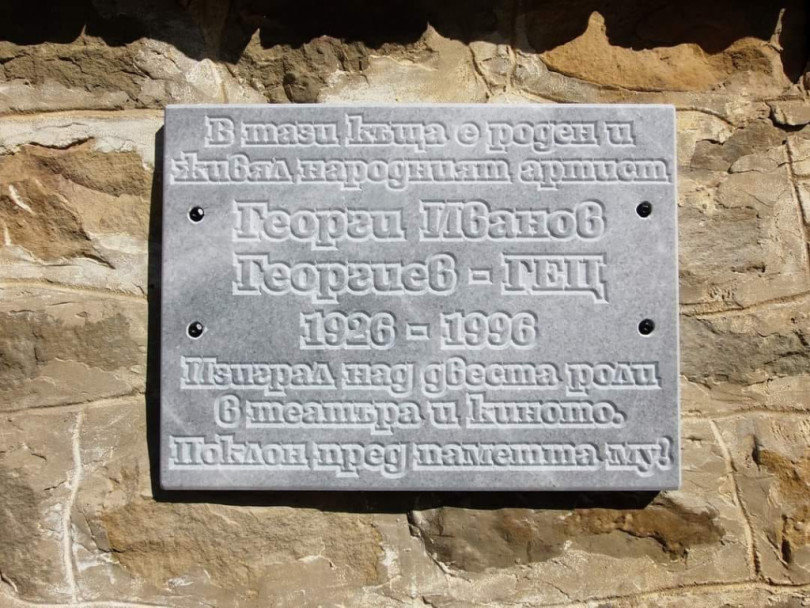 В тази къща е роден и
живял народният артист
Георги Иванов
Георгиев - ГЕЦ
1926 - 1996
Изиграл над двеста роли
в театъра и киното.
Поклон пред паметта му!